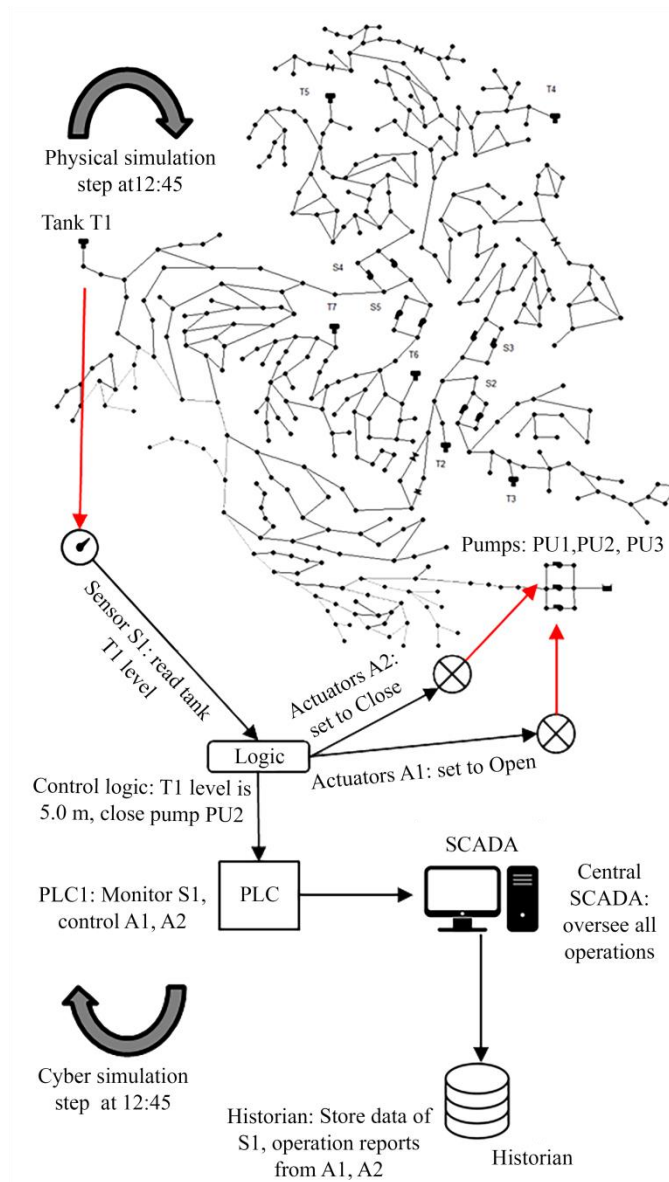 T5
T4
Physical simulation
step at12:45
Tank T1
S4
T7
S5
S3
T6
S2
T2
T3
Pumps: PU1,PU2, PU3
Sensor S1: read tank
T1 level
Actuators A2:
set to Close
Logic
Actuators A1: set to Open
Control logic: T1 level is
5.0 m, close pump PU2
SCADA
PLC1: Monitor S1,
control A1, A2
PLC
Central
SCADA:
oversee all
operations
Cyber simulation
step at 12:45
Historian: Store data of
S1, operation reports
from A1, A2
Historian